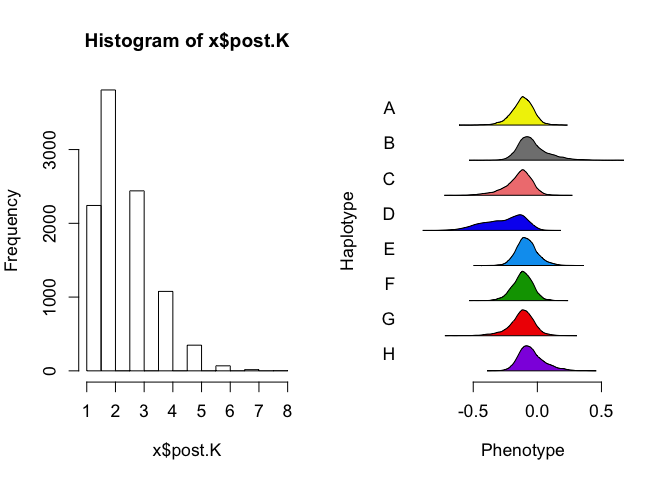 Histogram of x$post.K
Frequency
0
1000
2000
3000
1 2 3 4 5 6 7 8
x$post.K
Haplotype
A
B
C
D
E
F
G
H
-0.5 0.0 0.5
Phenotype